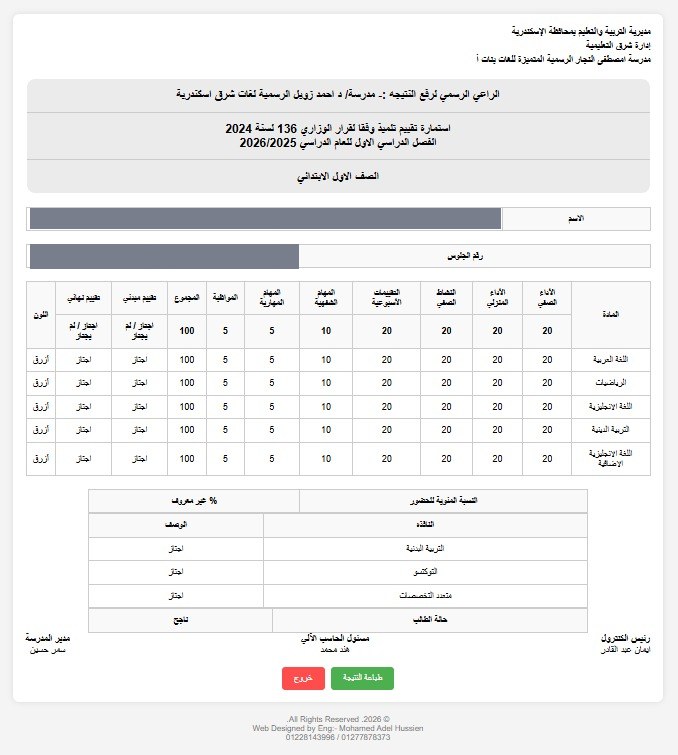 مديرية التربية والتعليم بمحافظة الإسكندرية
إدارة شرق التعليمية
مدرسة امصطفى النجار الرسمية المتميزة للغات بنات أ
الراعي الرسمي لرفع النتيجه :- مدرسة/ د احمد زويل الرسمية لغات شرق اسكندرية
استمارة تقييم تلميذ وفقا لقرار الوزاري 136 لسنة 2024
الفصل الدراسي الاول للعام الدراسي 2026/2025
الصف الاول الابتدائي
الاسم
رقم الجلوس
المادة | الأداء الصفي | الأداء المنزلي | النشاط الصفي | التقييمات الأسبوعية | المهام الشفهية | المهام المهارية | المواظبة | المجموع | تقييم مبدئي | تقييم نهائي | اللون
20 | 20 | 20 | 20 | 10 | 5 | 5 | 100 | اجتاز / لم يجتاز | اجتاز / لم يجتاز
اللغة العربية | 20 | 20 | 20 | 20 | 10 | 5 | 5 | 100 | اجتاز | اجتاز | أزرق
الرياضيات | 20 | 20 | 20 | 20 | 10 | 5 | 5 | 100 | اجتاز | اجتاز | أزرق
اللغة الإنجليزية | 20 | 20 | 20 | 20 | 10 | 5 | 5 | 100 | اجتاز | اجتاز | أزرق
التربية الدينية | 20 | 20 | 20 | 20 | 10 | 5 | 5 | 100 | اجتاز | اجتاز | أزرق
اللغة الإنجليزية الإضافية | 20 | 20 | 20 | 20 | 10 | 5 | 5 | 100 | اجتاز | اجتاز | أزرق
النسبة المئوية للحضور | % غير معروف
النافذه | الوصف
التربية البدنية | اجتاز
التوكتسو | اجتاز
متعدد التخصصات | اجتاز
حالة الطالب | ناجح
رئيس الكنترول | مسئول الحاسب الآلي | مدير المدرسة
ايمان عبد القادر | هند محمد | سمر حسين
طباعة النتيجة | خروج
.All Rights Reserved .2026 ©
Web Designed by Eng:- Mohamed Adel Hussien
01228143996 / 01277878373